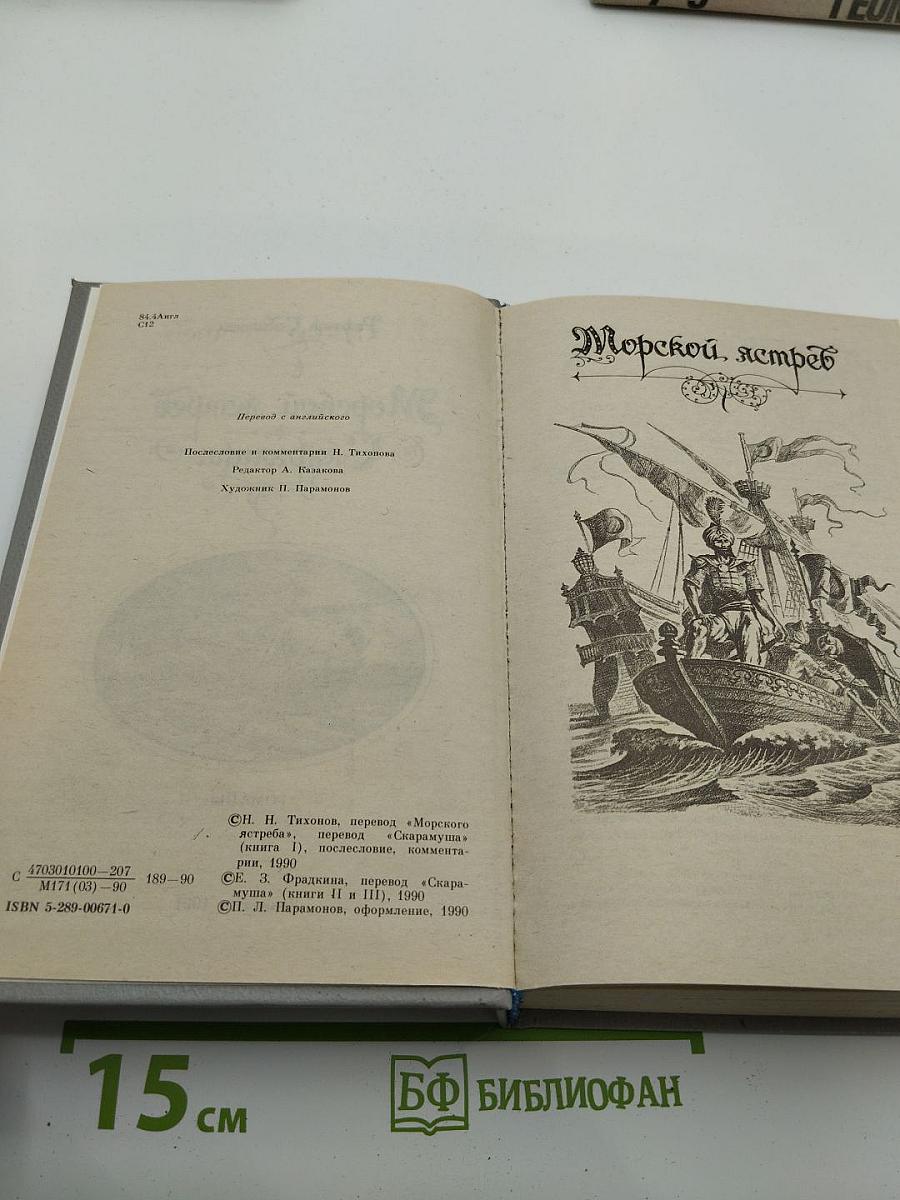 84.4Англ
С12
Перевод с английского
Послесловие и комментарии Н. Тихонова
Редактор А. Казакова
Художник П. Парамонов
©Н. Н. Тихонов, перевод «Морского
ястреба», перевод «Скарамуша»
(книга I), послесловие, коммента-
рии, 1990
С 4703010100—207
М171(03)—90
189—90
©Е. З. Фрадкина, перевод «Скара-
муша» (книги II и III), 1990
ISBN 5-289-00671-0
©П. Л. Парамонов, оформление, 1990
Морской ястреб
15 см
БФ БИБЛИОФАН